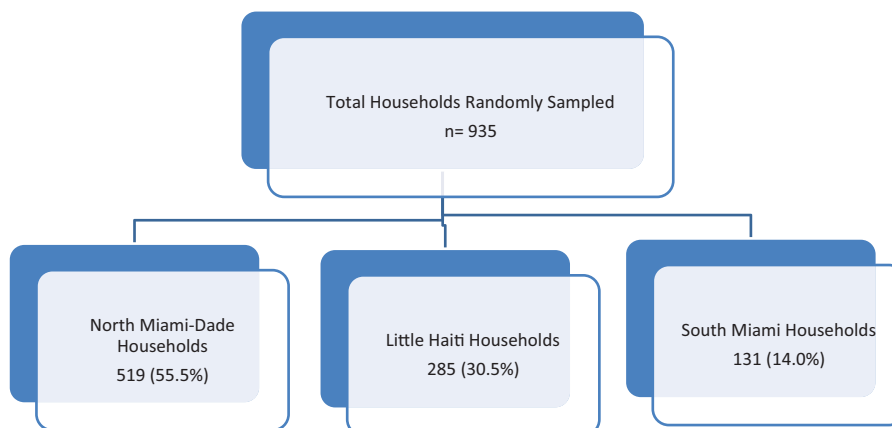 Total Households Randomly Sampled
n= 935
North Miami-Dade
Households
519 (55.5%)
Little Haiti Households
285 (30.5%)
South Miami Households
131 (14.0%)